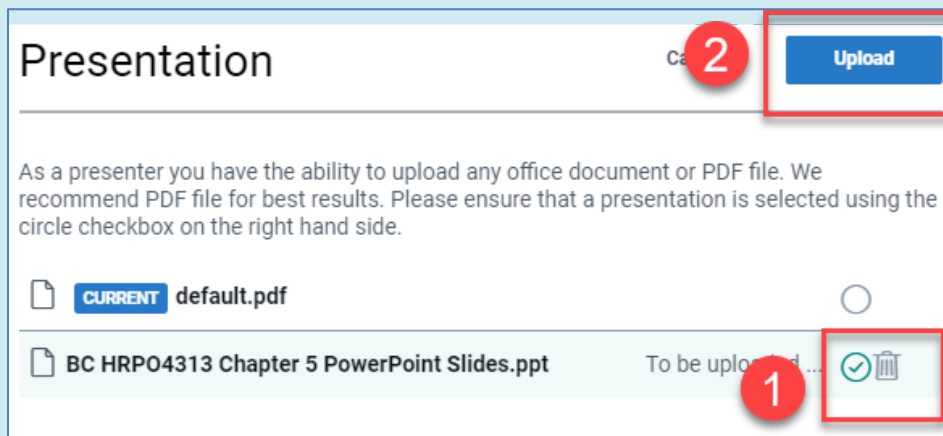 Presentation
2
Upload
As a presenter you have the ability to upload any office document or PDF file. We
recommend PDF file for best results. Please ensure that a presentation is selected using the
circle checkbox on the right hand side.
CURRENT default.pdf
BC HRPO4313 Chapter 5 PowerPoint Slides.ppt To be ...
1